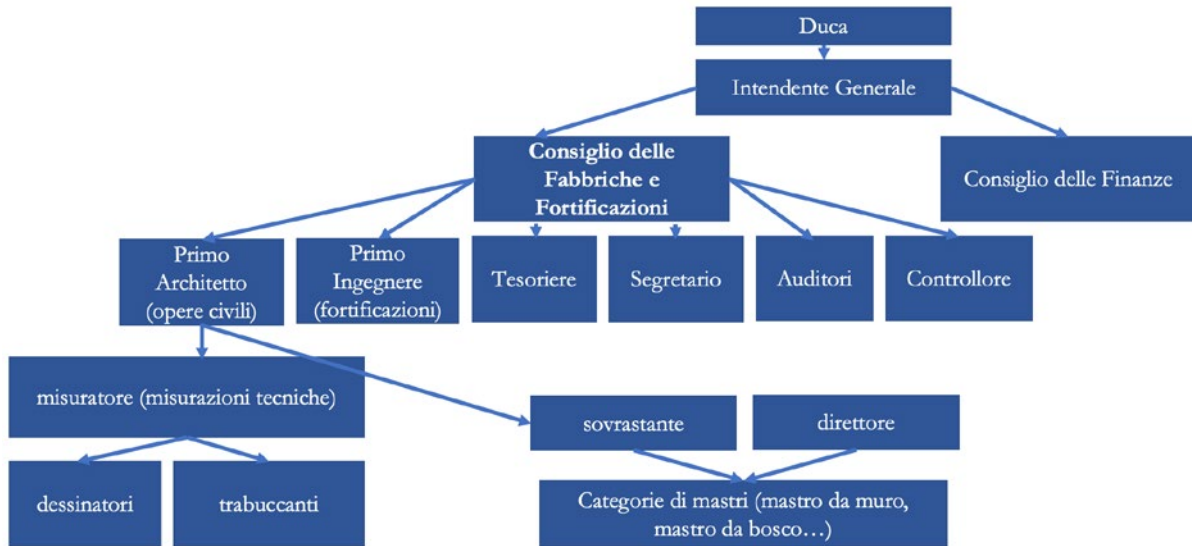 Duca
Intendente Generale
Consiglio delle
Fabbriche e
Fortificazioni
Consiglio delle Finanze
Primo
Architetto
(opere civili)
Primo
Ingegnere
(fortificazioni)
Tesoriere
Segretario
Auditori
Controllore
misuratore (misurazioni tecniche)
sovrastante
direttore
dessinatori
trabuccanti
Categorie di mastri (mastro da muro,
mastro da bosco…)